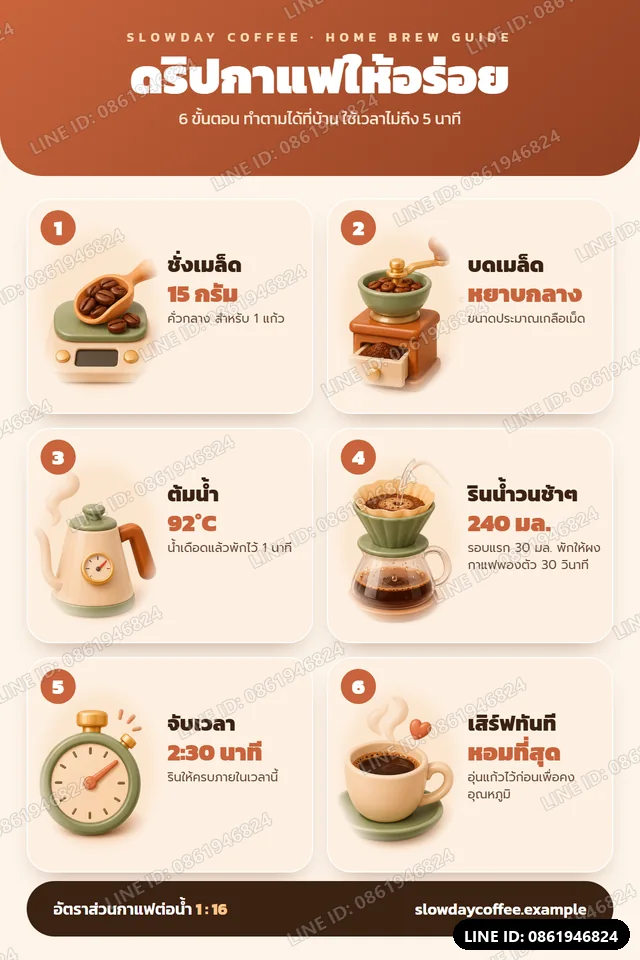 SLOWDAY COFFEE · HOME BREW GUIDE
ดริปกาแฟให้อร่อย
6 ขั้นตอน ทำตามได้ที่บ้าน ใช้เวลาไม่ถึง 5 นาที
1
ชั่งเมล็ด
15 กรัม
คั่วกลาง สำหรับ 1 แก้ว
2
บดเมล็ด
หยาบกลาง
ขนาดประมาณเกลือเม็ด
3
ต้มน้ำ
92°C
น้ำเดือดแล้วพักไว้ 1 นาที
4
รินน้ำวนช้าๆ
240 มล.
รอบแรก 30 มล. พักให้ผง
กาแฟพองตัว 30 วินาที
5
จับเวลา
2:30 นาที
รินให้ครบภายในเวลานี้
6
เสิร์ฟทันที
หอมที่สุด
อุ่นแก้วไว้ก่อนเพื่อคง
อุณหภูมิ
อัตราส่วนกาแฟต่อน้ำ 1 : 16
slowdaycoffee.example
LINE ID: 0861946824